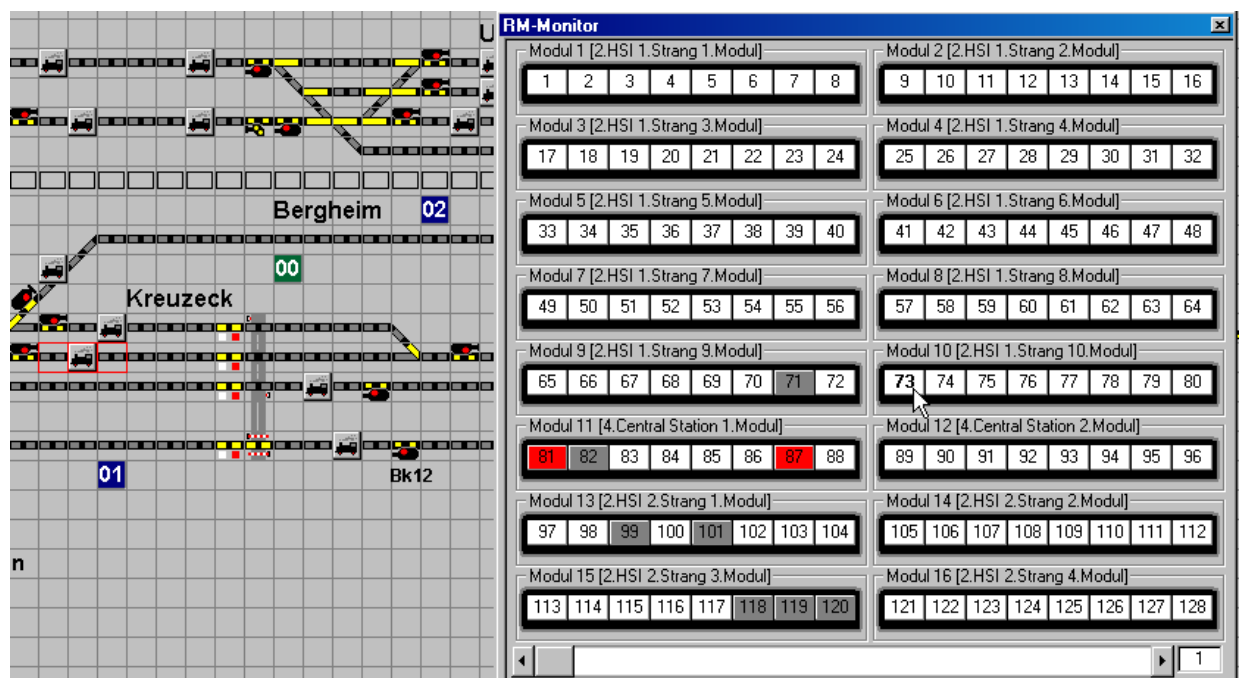 U
Bergheim 02
00
Kreuzeck
01
Bk12
n
RM-Monitor
Modul 1 [2.HSI 1.Strang 1.Modul]
1 2 3 4 5 6 7 8
Modul 2 [2.HSI 1.Strang 2.Modul]
9 10 11 12 13 14 15 16
Modul 3 [2.HSI 1.Strang 3.Modul]
17 18 19 20 21 22 23 24
Modul 4 [2.HSI 1.Strang 4.Modul]
25 26 27 28 29 30 31 32
Modul 5 [2.HSI 1.Strang 5.Modul]
33 34 35 36 37 38 39 40
Modul 6 [2.HSI 1.Strang 6.Modul]
41 42 43 44 45 46 47 48
Modul 7 [2.HSI 1.Strang 7.Modul]
49 50 51 52 53 54 55 56
Modul 8 [2.HSI 1.Strang 8.Modul]
57 58 59 60 61 62 63 64
Modul 9 [2.HSI 1.Strang 9.Modul]
65 66 67 68 69 70 71 72
Modul 10 [2.HSI 1.Strang 10.Modul]
73 74 75 76 77 78 79 80
Modul 11 [4.Central Station 1.Modul]
81 82 83 84 85 86 87 88
Modul 12 [4.Central Station 2.Modul]
89 90 91 92 93 94 95 96
Modul 13 [2.HSI 2.Strang 1.Modul]
97 98 99 100 101 102 103 104
Modul 14 [2.HSI 2.Strang 2.Modul]
105 106 107 108 109 110 111 112
Modul 15 [2.HSI 2.Strang 3.Modul]
113 114 115 116 117 118 119 120
Modul 16 [2.HSI 2.Strang 4.Modul]
121 122 123 124 125 126 127 128
1